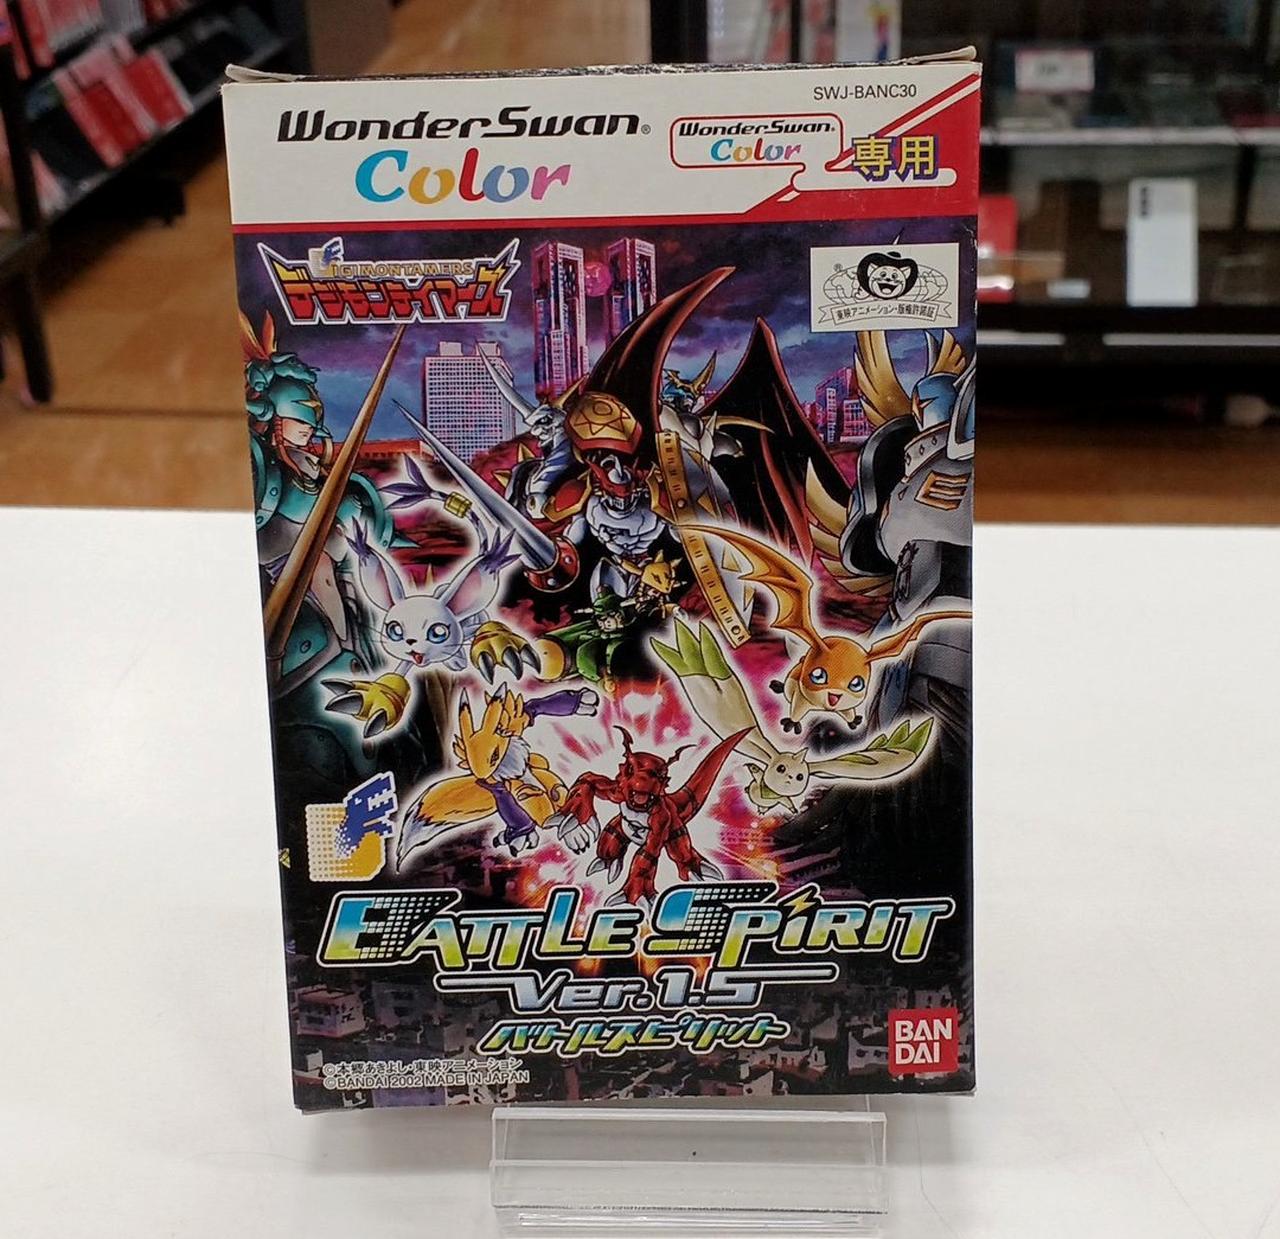 SWJ-BANC30
WonderSwan®
Color
WonderSwan®
Color
専用
DIGIMONTAMERS
デジモンテイマーズ
®
東映アニメーション・版権許諾証
BATTLE SPIRIT
Ver.1.5
バトルスピリット
BAN
DAI
©本郷あきよし・東映アニメーション
©BANDAI 2002 MADE IN JAPAN